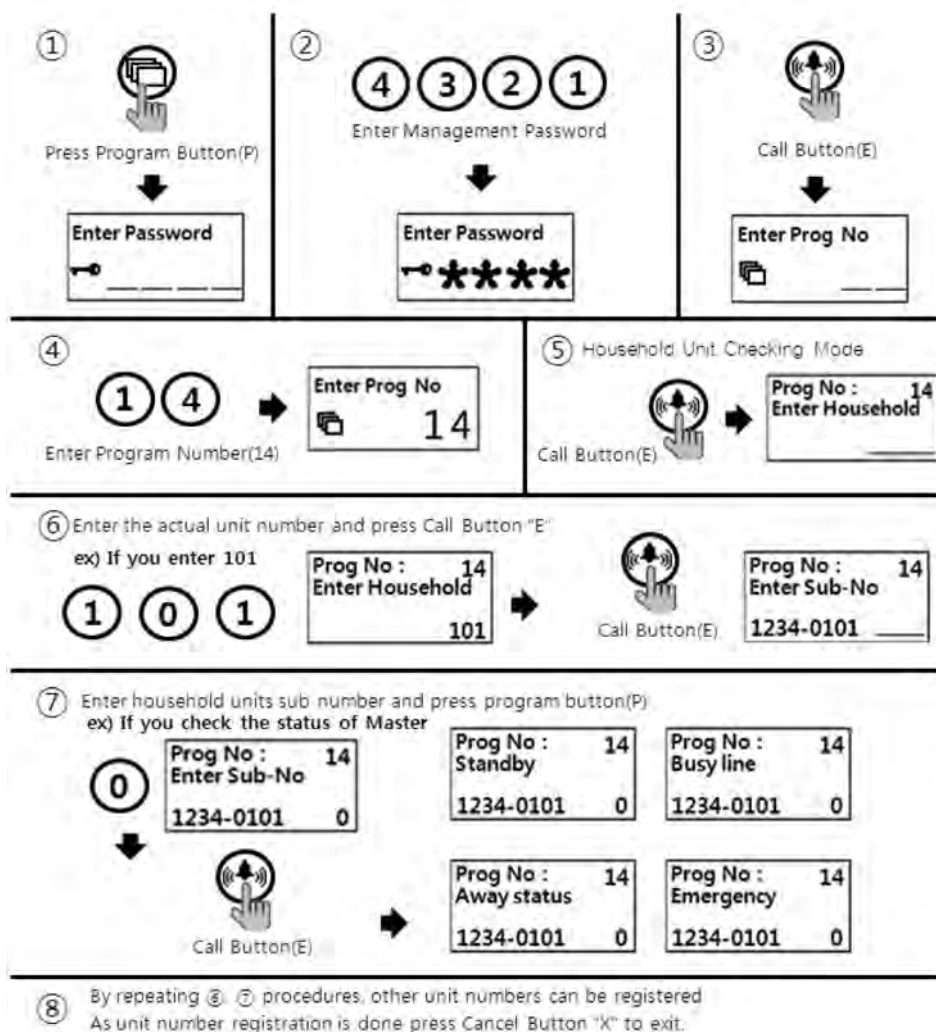 ①
Press Program Button(P)
Enter Password
②
4 3 2 1
Enter Management Password
Enter Password
****
③
Call Button(E)
Enter Prog No
④
1 4
Enter Program Number(14)
Enter Prog No
14
⑤ Household Unit Checking Mode
Call Button(E)
Prog No : 14
Enter Household
⑥ Enter the actual unit number and press Call Button "E"
ex) If you enter 101
1 0 1
Prog No : 14
Enter Household
101
Call Button(E)
Prog No : 14
Enter Sub-No
1234-0101
⑦ Enter household units sub number and press program button(P)
ex) If you check the status of Master
0
Prog No : 14
Enter Sub-No
1234-0101 0
Call Button(E)
Prog No : 14
Standby
1234-0101 0
Prog No : 14
Busy line
1234-0101 0
Prog No : 14
Away status
1234-0101 0
Prog No : 14
Emergency
1234-0101 0
⑧ By repeating ⑥, ⑦ procedures, other unit numbers can be registered
As unit number registration is done press Cancel Button "X" to exit.